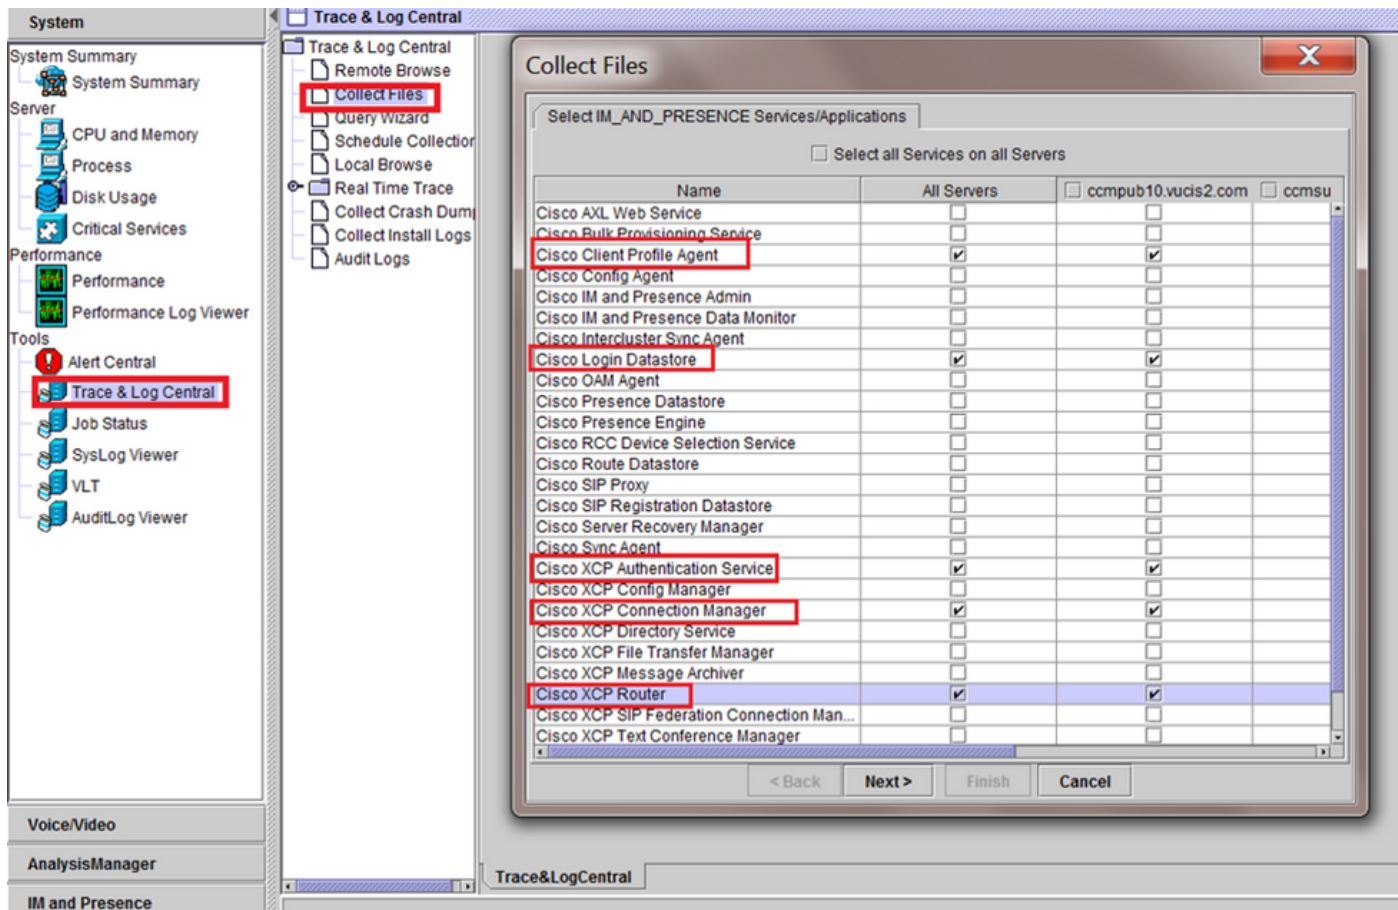 System
System Summary
System Summary
Server
CPU and Memory
Process
Disk Usage
Critical Services
Performance
Performance
Performance Log Viewer
Tools
Alert Central
Trace & Log Central
Job Status
SysLog Viewer
VLT
AuditLog Viewer
Voice/Video
AnalysisManager
IM and Presence
Trace & Log Central
Trace & Log Central
Remote Browse
Collect Files
Query Wizard
Schedule Collection
Local Browse
Real Time Trace
Collect Crash Dum
Collect Install Logs
Audit Logs
Collect Files
X
Select IM_AND_PRESENCE Services/Applications
Select all Services on all Servers
Name All Servers ccmpub10.vucis2.com ccmsu
Cisco AXL Web Service
Cisco Bulk Provisioning Service
Cisco Client Profile Agent
Cisco Config Agent
Cisco IM and Presence Admin
Cisco IM and Presence Data Monitor
Cisco Intercluster Sync Agent
Cisco Login Datastore
Cisco OAM Agent
Cisco Presence Datastore
Cisco Presence Engine
Cisco RCC Device Selection Service
Cisco Route Datastore
Cisco SIP Proxy
Cisco SIP Registration Datastore
Cisco Server Recovery Manager
Cisco Sync Agent
Cisco XCP Authentication Service
Cisco XCP Config Manager
Cisco XCP Connection Manager
Cisco XCP Directory Service
Cisco XCP File Transfer Manager
Cisco XCP Message Archiver
Cisco XCP Router
Cisco XCP SIP Federation Connection Man...
Cisco XCP Text Conference Manager
< Back Next > Finish Cancel
Trace&LogCentral